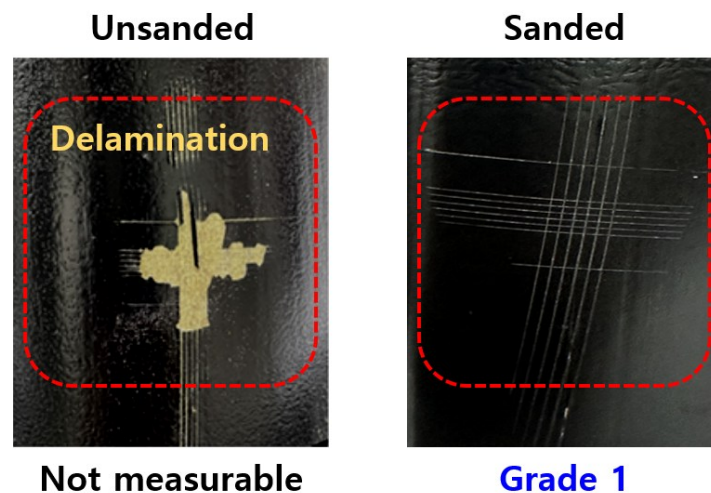 Unsanded
Sanded
Delamination
Not measurable
Grade 1